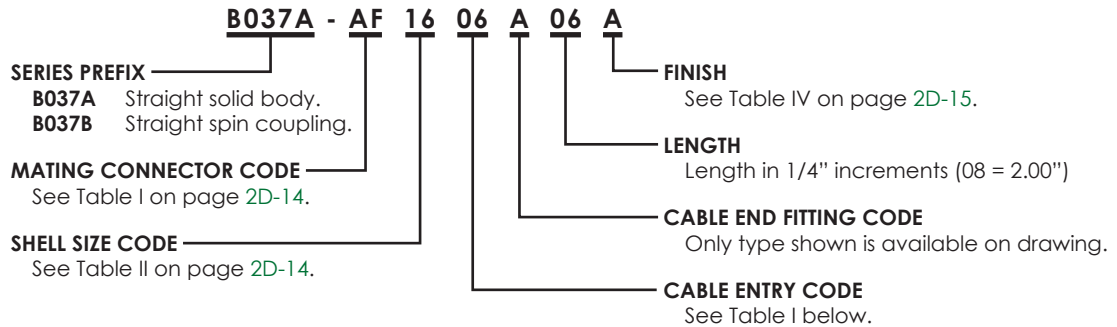 B037A - AF 16 06 A 06 A
SERIES PREFIX
B037A Straight solid body.
B037B Straight spin coupling.
MATING CONNECTOR CODE
See Table I on page 2D-14.
SHELL SIZE CODE
See Table II on page 2D-14.
FINISH
See Table IV on page 2D-15.
LENGTH
Length in 1/4” increments (08 = 2.00”)
CABLE END FITTING CODE
Only type shown is available on drawing.
CABLE ENTRY CODE
See Table I below.